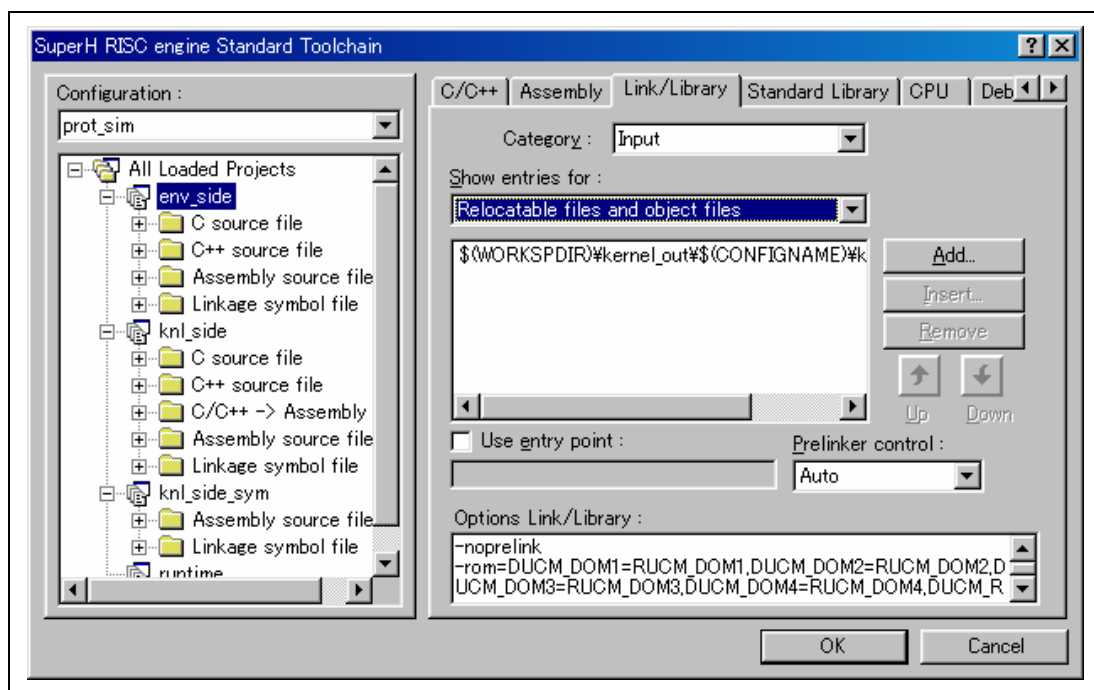 SuperH RISC engine Standard Toolchain
Configuration :
prot_sim
All Loaded Projects
env_side
C source file
C++ source file
Assembly source file
Linkage symbol file
knl_side
C source file
C++ source file
C/C++ -> Assembly
Assembly source file
Linkage symbol file
knl_side_sym
Assembly source file
Linkage symbol file
runtime
C/C++ Assembly Link/Library Standard Library CPU Deb
Category : Input
Show entries for :
Relocatable files and object files
$(WORKSPDIR)¥kernel_out¥$(CONFIGNAME)¥k
Add...
Insert...
Remove
Up Down
Use entry point :
Prelinker control :
Auto
Options Link/Library :
-noprelink
-rom=DUCM_DOM1=RUCM_DOM1,DUCM_DOM2=RUCM_DOM2,D
UCM_DOM3=RUCM_DOM3,DUCM_DOM4=RUCM_DOM4,DUCM_R
OK Cancel